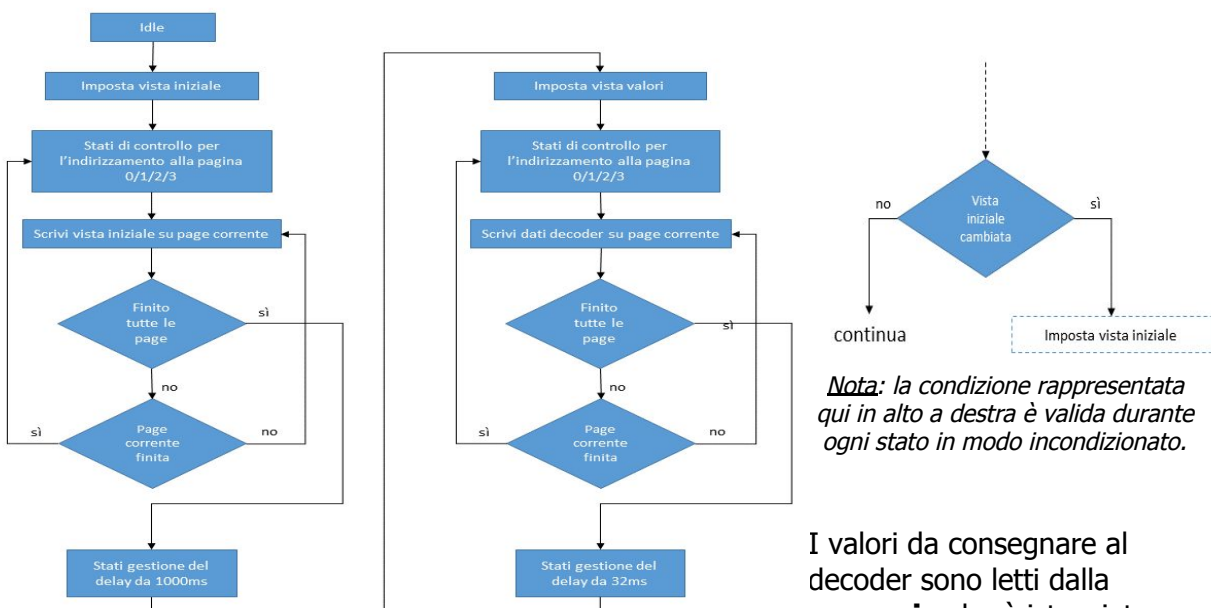 Idle
Imposta vista iniziale
Stati di controllo per
l'indirizzamento alla pagina
0/1/2/3
Scrivi vista iniziale su page corrente
Finito
tutte le
page
sì
no
Page
corrente
finita
sì
no
Stati gestione del
delay da 1000ms
Imposta vista valori
Stati di controllo per
l'indirizzamento alla pagina
0/1/2/3
Scrivi dati decoder su page corrente
Finito
tutte le
page
sì
no
Page
corrente
finita
sì
no
Stati gestione del
delay da 32ms
Vista
iniziale
cambiata
no
sì
continua
Imposta vista iniziale
Nota: la condizione rappresentata
qui in alto a destra è valida durante
ogni stato in modo incondizionato.
I valori da consegnare al
decoder sono letti dalla